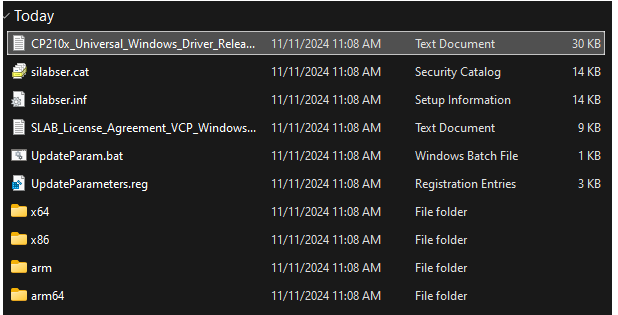 Today
CP210x_Universal_Windows_Driver_Relea... 11/11/2024 11:08 AM Text Document 30 KB
silabser.cat 11/11/2024 11:08 AM Security Catalog 14 KB
silabser.inf 11/11/2024 11:08 AM Setup Information 14 KB
SLAB_License_Agreement_VCP_Windows... 11/11/2024 11:08 AM Text Document 9 KB
UpdateParam.bat 11/11/2024 11:08 AM Windows Batch File 1 KB
UpdateParameters.reg 11/11/2024 11:08 AM Registration Entries 3 KB
x64 11/11/2024 11:08 AM File folder
x86 11/11/2024 11:08 AM File folder
arm 11/11/2024 11:08 AM File folder
arm64 11/11/2024 11:08 AM File folder